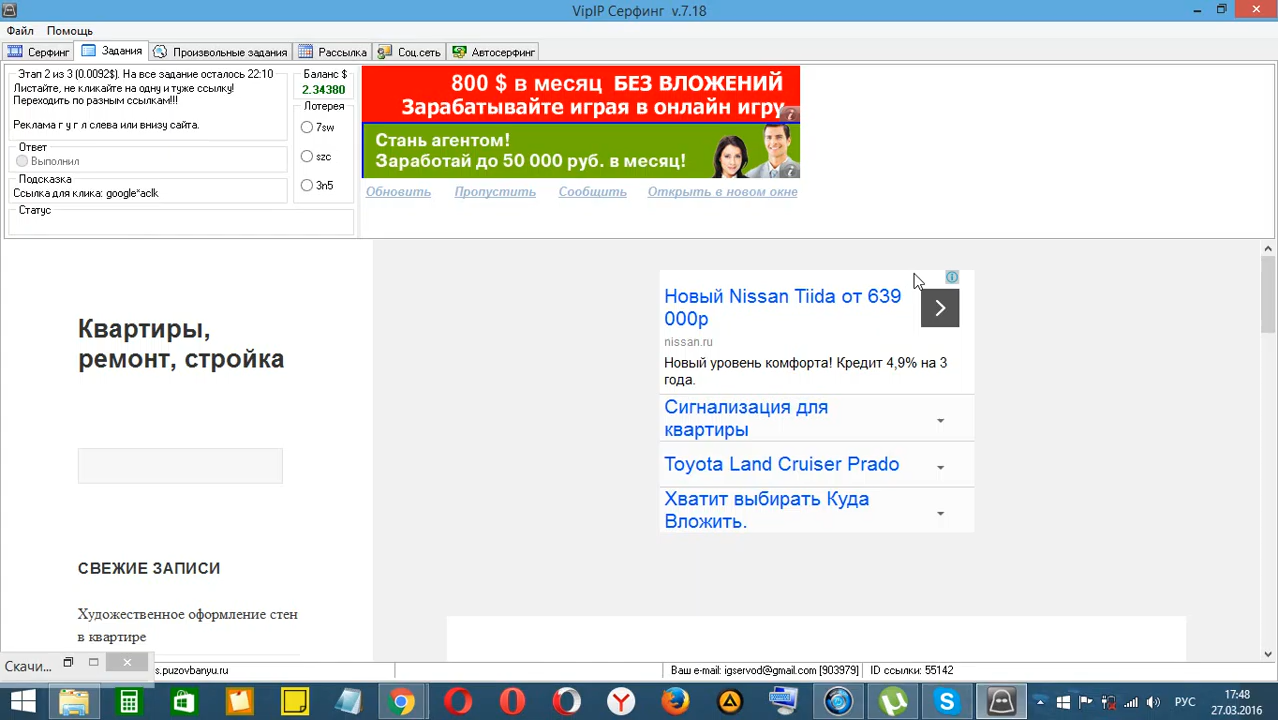 VipIP Серфинг v.7.18
Файл Помощь
Серфинг Задания Произвольные задания Рассылка Соц.сеть Автосерфинг
Этап 2 из 3 (0.0092$). На все задание осталось 22:10
Листайте, не кликайте на одну и туже ссылку!
Переходить по разным ссылкам!!!
Реклама г у г л слева или внизу сайта.
Ответ
Выполнил
Подсказка
Ссылка для клика: google*aclk
Статус
Баланс $
2.34380
Лотерея
7sw
szc
3n5
800 $ в месяц БЕЗ ВЛОЖЕНИЙ
Зарабатывайте играя в онлайн игру
Стань агентом!
Заработай до 50 000 руб. в месяц!
Обновить Пропустить Сообщить Открыть в новом окне
Квартиры,
ремонт, стройка
СВЕЖИЕ ЗАПИСИ
Художественное оформление стен
в квартире
Новый Nissan Tiida от 639
000р
nissan.ru
Новый уровень комфорта! Кредит 4,9% на 3
года.
Сигнализация для
квартиры
Toyota Land Cruiser Prado
Хватит выбирать Куда
Вложить.
Скачи...
s.puzovbanyu.ru
Ваш e-mail: igservod@gmail.com [903979] ID ссылки: 55142
РУС
17:48
27.03.2016